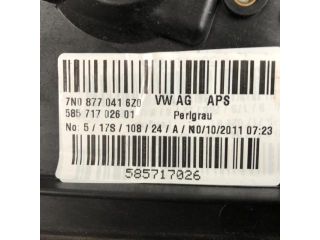 7N0 877 041 6Z0 VW AG APS
585 717 026 01 Perlgrau
No: 5 / 17S / 108 / 24 / A / N0/10/2011 07:23
585717026